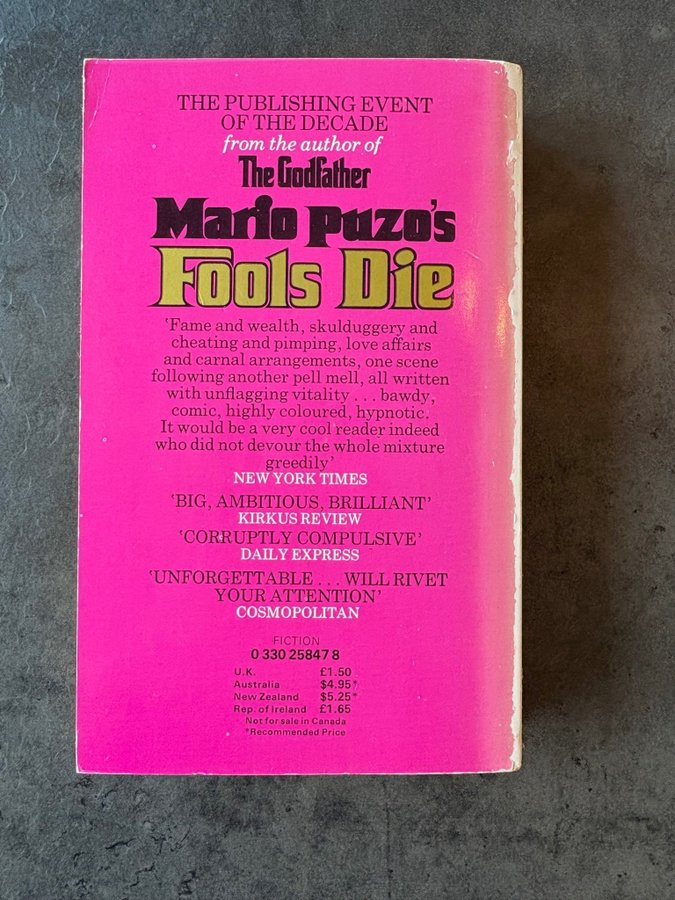 THE PUBLISHING EVENT
OF THE DECADE
from the author of
The Godfather
Mario Puzo's
Fools Die
'Fame and wealth, skulduggery and
cheating and pimping, love affairs
and carnal arrangements, one scene
following another pell mell, all written
with unflagging vitality . . . bawdy,
comic, highly coloured, hypnotic.
It would be a very cool reader indeed
who did not devour the whole mixture
greedily'
NEW YORK TIMES
'BIG, AMBITIOUS, BRILLIANT'
KIRKUS REVIEW
'CORRUPTLY COMPULSIVE'
DAILY EXPRESS
'UNFORGETTABLE . . . WILL RIVET
YOUR ATTENTION'
COSMOPOLITAN
FICTION
0 330 25847 8
U.K. £1.50
Australia $4.95*
New Zealand $5.25*
Rep. of Ireland £1.65
Not for sale in Canada
*Recommended Price